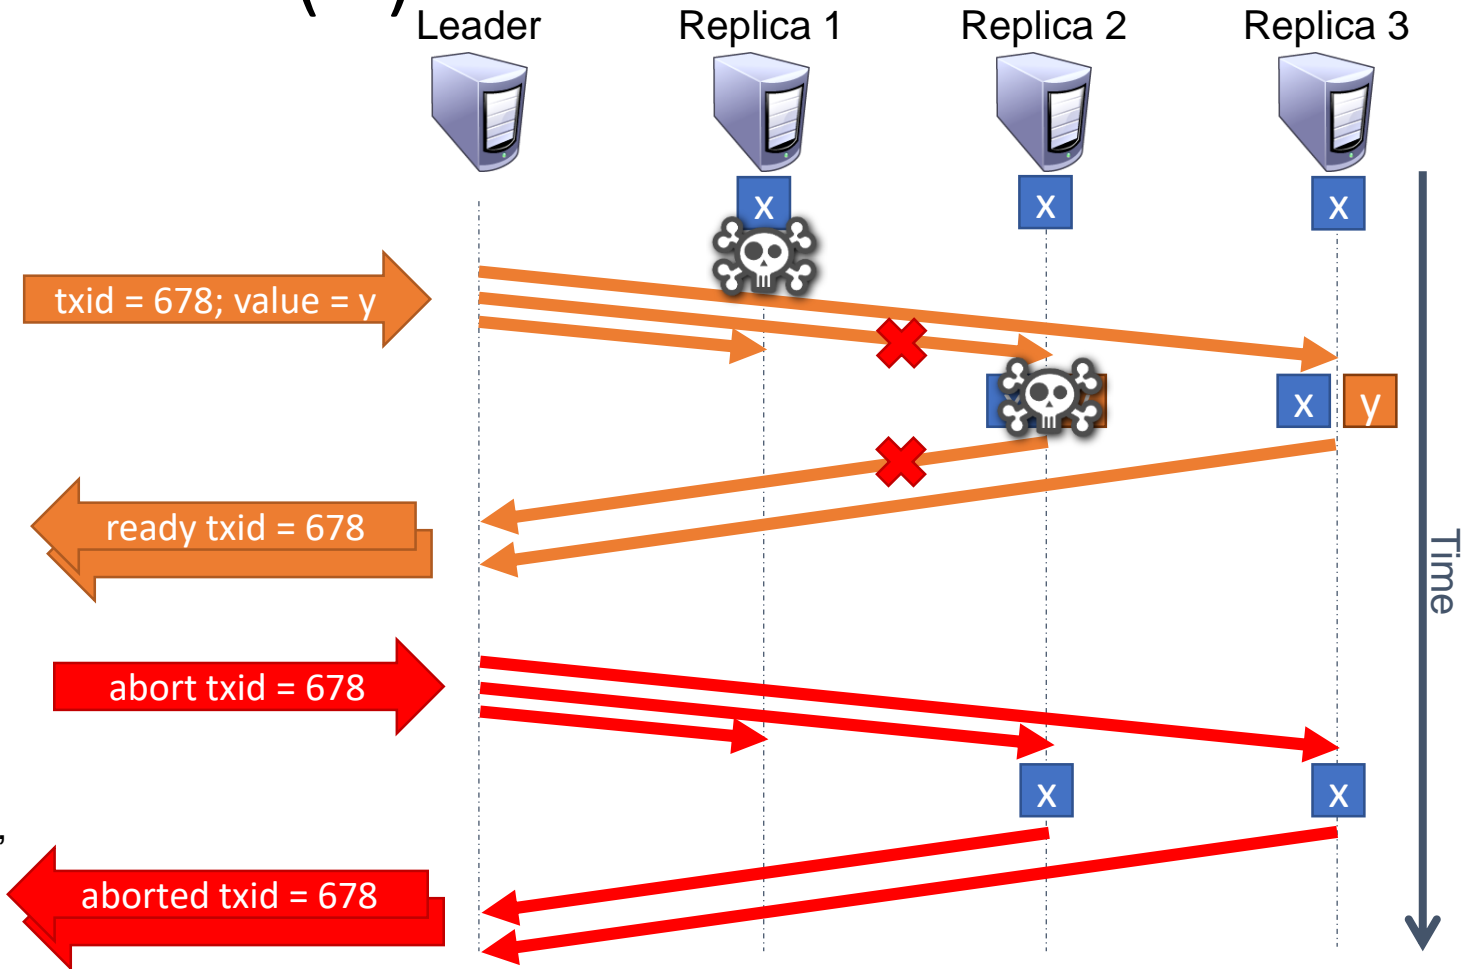 ( )
Leader Replica 1 Replica 2 Replica 3
x x x
txid = 678; value = y
x y
ready txid = 678
Time
abort txid = 678
x x
,
aborted txid = 678